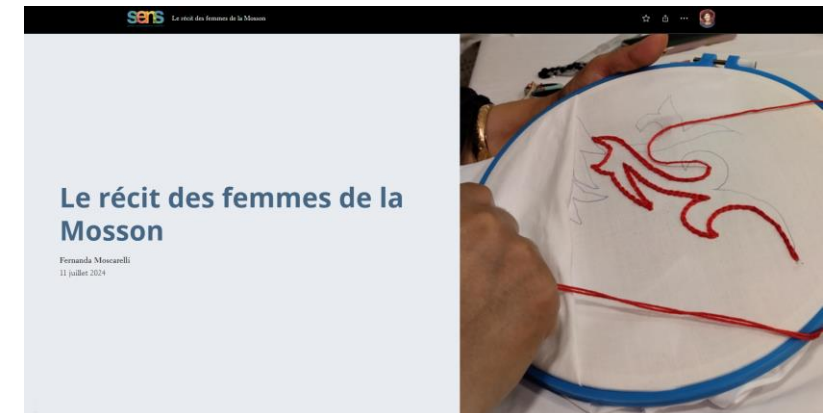 sens Le récit des femmes de la Mosson
Le récit des femmes de la
Mosson
Fernanda Moscarelli
11 juillet 2024